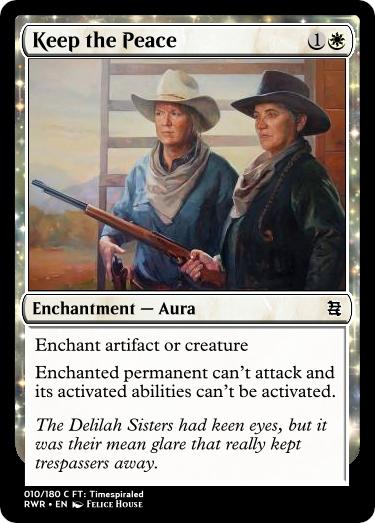 Keep the Peace 1
Enchantment — Aura
Enchant artifact or creature
Enchanted permanent can't attack and
its activated abilities can't be activated.
The Delilah Sisters had keen eyes, but it
was their mean glare that really kept
trespassers away.
010/180 C FT: Timespiraled
RWR • EN FELICE HOUSE